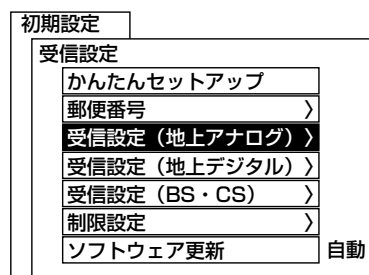 初期設定
受信設定
かんたんセットアップ
郵便番号 〉
受信設定（地上アナログ）〉
受信設定（地上デジタル）〉
受信設定（BS・CS） 〉
制限設定 〉
ソフトウェア更新 自動